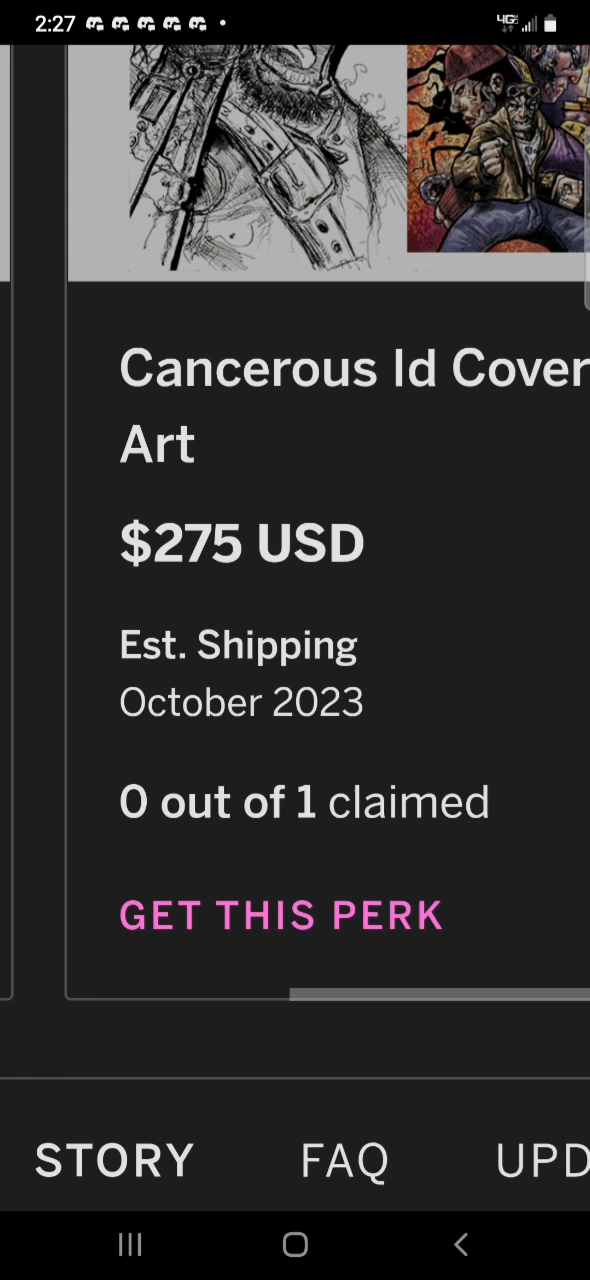 2:27
4G
Cancerous Id Cover
Art
$275 USD
Est. Shipping
October 2023
0 out of 1 claimed
GET THIS PERK
STORY FAQ UPD